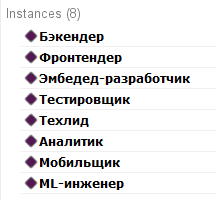 Instances (8)
Бэкендер
Фронтендер
Эмбедед-разработчик
Тестировщик
Техлид
Аналитик
Мобильщик
ML-инженер